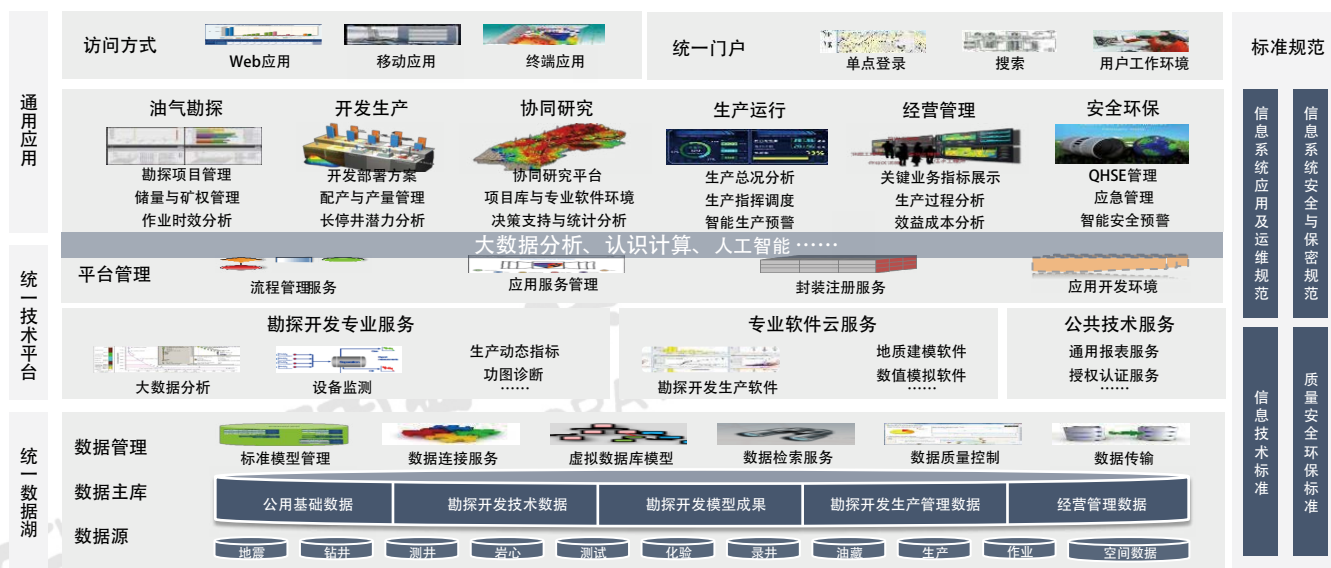 访问方式
Web应用
移动应用
终端应用
统一门户
单点登录
搜索
用户工作环境
标准规范
通用应用
油气勘探
勘探项目管理
储量与矿权管理
作业时效分析
开发生产
开发部署方案
配产与产量管理
长停井潜力分析
协同研究
协同研究平台
项目库与专业软件环境
决策支持与统计分析
生产运行
生产总况分析
生产指挥调度
智能生产预警
经营管理
关键业务指标展示
生产过程分析
效益成本分析
安全环保
QHSE管理
应急管理
智能安全预警
大数据分析、认识计算、人工智能 ……
统一技术平台
平台管理
流程管理服务
应用服务管理
封装注册服务
应用开发环境
勘探开发专业服务
大数据分析
设备监测
生产动态指标
功图诊断
……
专业软件云服务
勘探开发生产软件
地质建模软件
数值模拟软件
……
公共技术服务
通用报表服务
授权认证服务
……
统一数据湖
数据管理
标准模型管理
数据连接服务
虚拟数据库模型
数据检索服务
数据质量控制
数据传输
数据主库
公用基础数据
勘探开发技术数据
勘探开发模型成果
勘探开发生产管理数据
经营管理数据
数据源
地震
钻井
测井
岩心
测试
化验
录井
油藏
生产
作业
空间数据
信息系统应用及运维规范
信息系统安全与保密规范
信息技术标准
质量安全环保标准